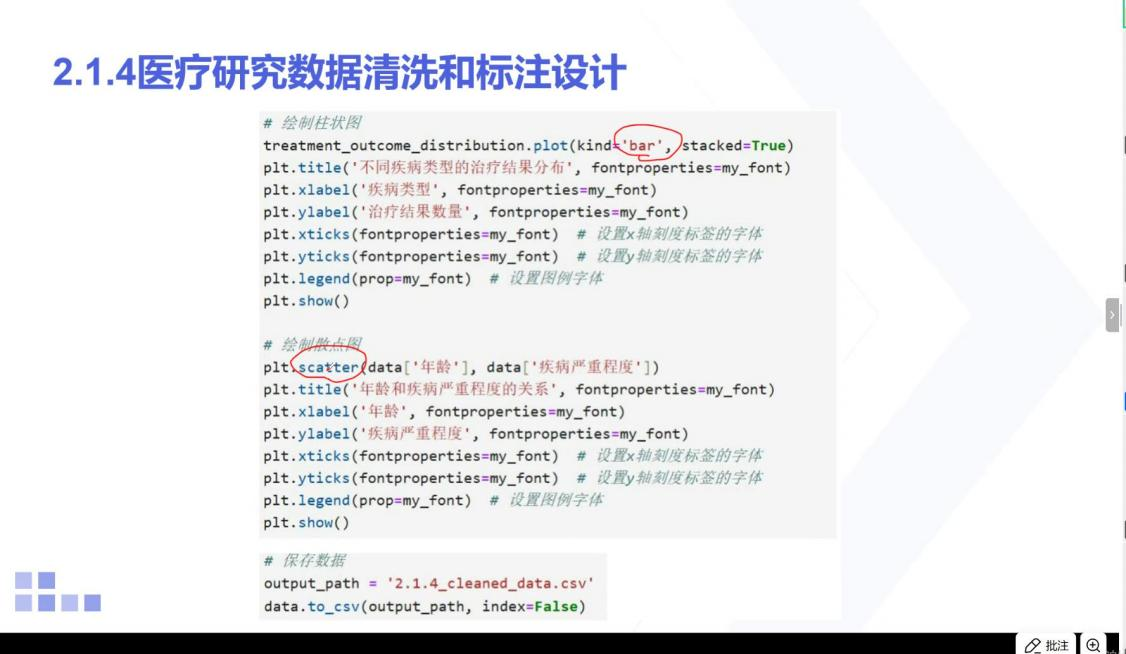 2.1.4医疗研究数据清洗和标注设计
# 绘制柱状图
treatment_outcome_distribution.plot(kind='bar', stacked=True)
plt.title('不同疾病类型的治疗结果分布', fontproperties=my_font)
plt.xlabel('疾病类型', fontproperties=my_font)
plt.ylabel('治疗结果数量', fontproperties=my_font)
plt.xticks(fontproperties=my_font)  # 设置x轴刻度标签的字体
plt.yticks(fontproperties=my_font)  # 设置y轴刻度标签的字体
plt.legend(prop=my_font)  # 设置图例字体
plt.show()
# 绘制散点图
plt.scatter(data['年龄'], data['疾病严重程度'])
plt.title('年龄和疾病严重程度的关系', fontproperties=my_font)
plt.xlabel('年龄', fontproperties=my_font)
plt.ylabel('疾病严重程度', fontproperties=my_font)
plt.xticks(fontproperties=my_font)  # 设置x轴刻度标签的字体
plt.yticks(fontproperties=my_font)  # 设置y轴刻度标签的字体
plt.legend(prop=my_font)  # 设置图例字体
plt.show()
# 保存数据
output_path = '2.1.4_cleaned_data.csv'
data.to_csv(output_path, index=False)
批注